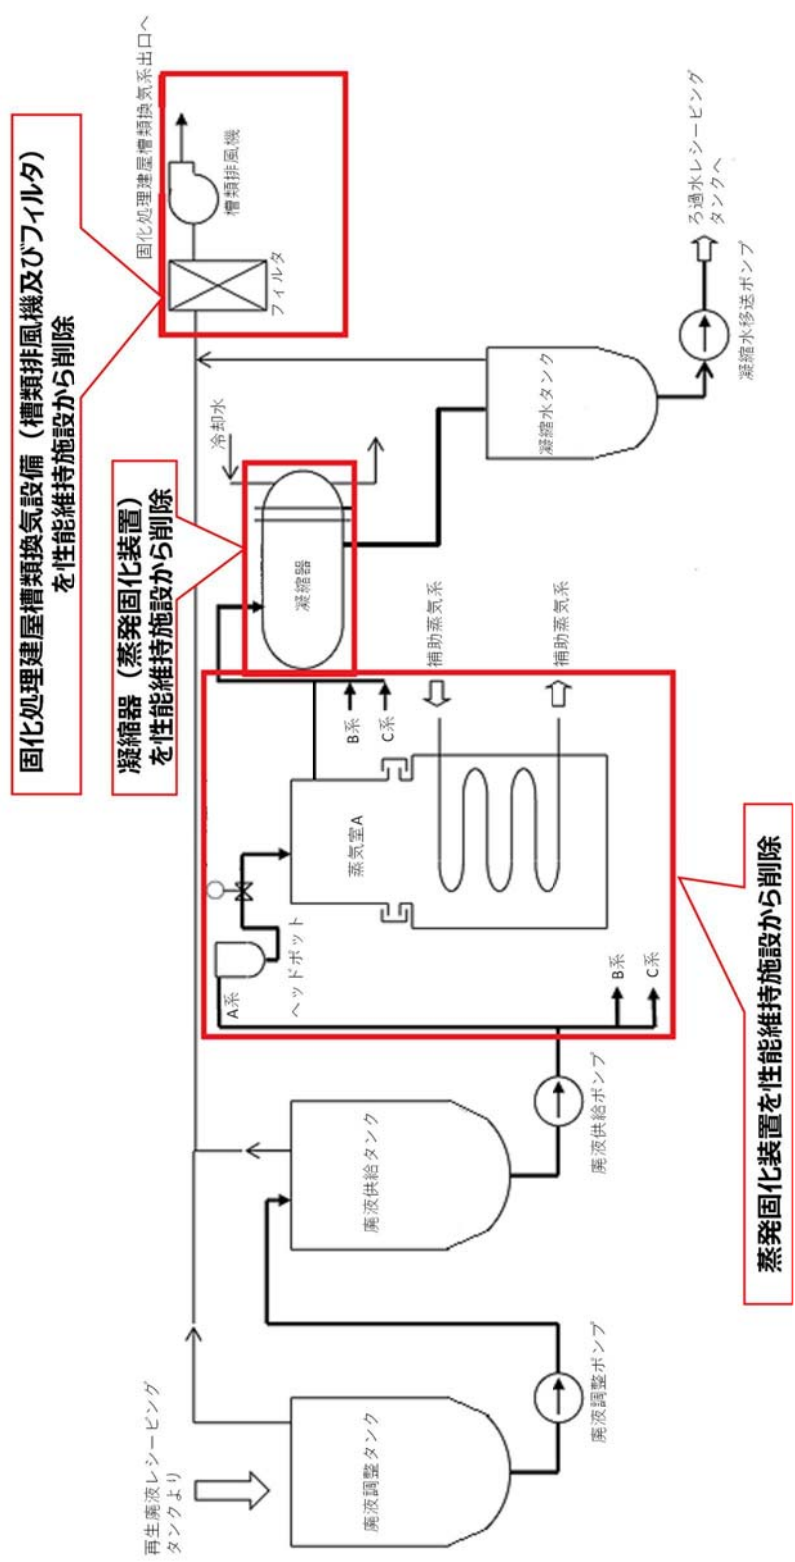 固化処理建屋槽類換気設備（槽類排風機及びフィルタ）
を性能維持施設から削除
凝縮器（蒸発固化装置）
を性能維持施設から削除
蒸発固化装置を性能維持施設から削除
再生廃液レシービング
タンクより
廃液調整タンク
廃液調整ポンプ
廃液供給タンク
廃液供給ポンプ
A系
ヘッドポット
B系
C系
蒸気室A
B系
C系
補助蒸気系
補助蒸気系
凝縮器
冷却水
凝縮水タンク
凝縮水移送ポンプ
ろ過水レシービング
タンクへ
フィルタ
槽類排風機
固化処理建屋槽類換気系出口へ